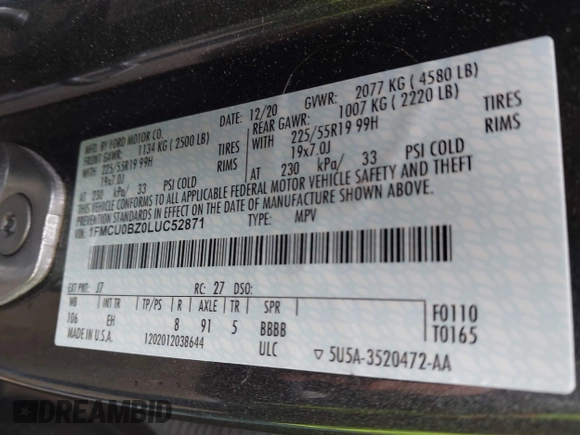 MFD. BY FORD MOTOR CO.
DATE: 12/20 GVWR: 2077 KG ( 4580 LB)
FRONT GAWR: 1134 KG ( 2500 LB) REAR GAWR: 1007 KG ( 2220 LB)
WITH 225/55R19 99H TIRES WITH 225/55R19 99H TIRES
19x7.0J RIMS 19x7.0J RIMS
AT 230 kPa/ 33 PSI COLD AT 230 kPa/ 33 PSI COLD
THIS VEHICLE CONFORMS TO ALL APPLICABLE FEDERAL MOTOR VEHICLE SAFETY AND THEFT
PREVENTION STANDARDS IN EFFECT ON THE DATE OF MANUFACTURE SHOWN ABOVE.
VIN: 1FMCU0BZ0LUC52871 TYPE: MPV
EXT PNT: J7 RC: 27 DSO:
WB INT TR TP/PS R AXLE TR SPR
106 EH 8 91 5 BBBB F0110
MADE IN U.S.A. T0165
1202012038644 ULC ▽ 5U5A-3520472-AA
DREAMBID